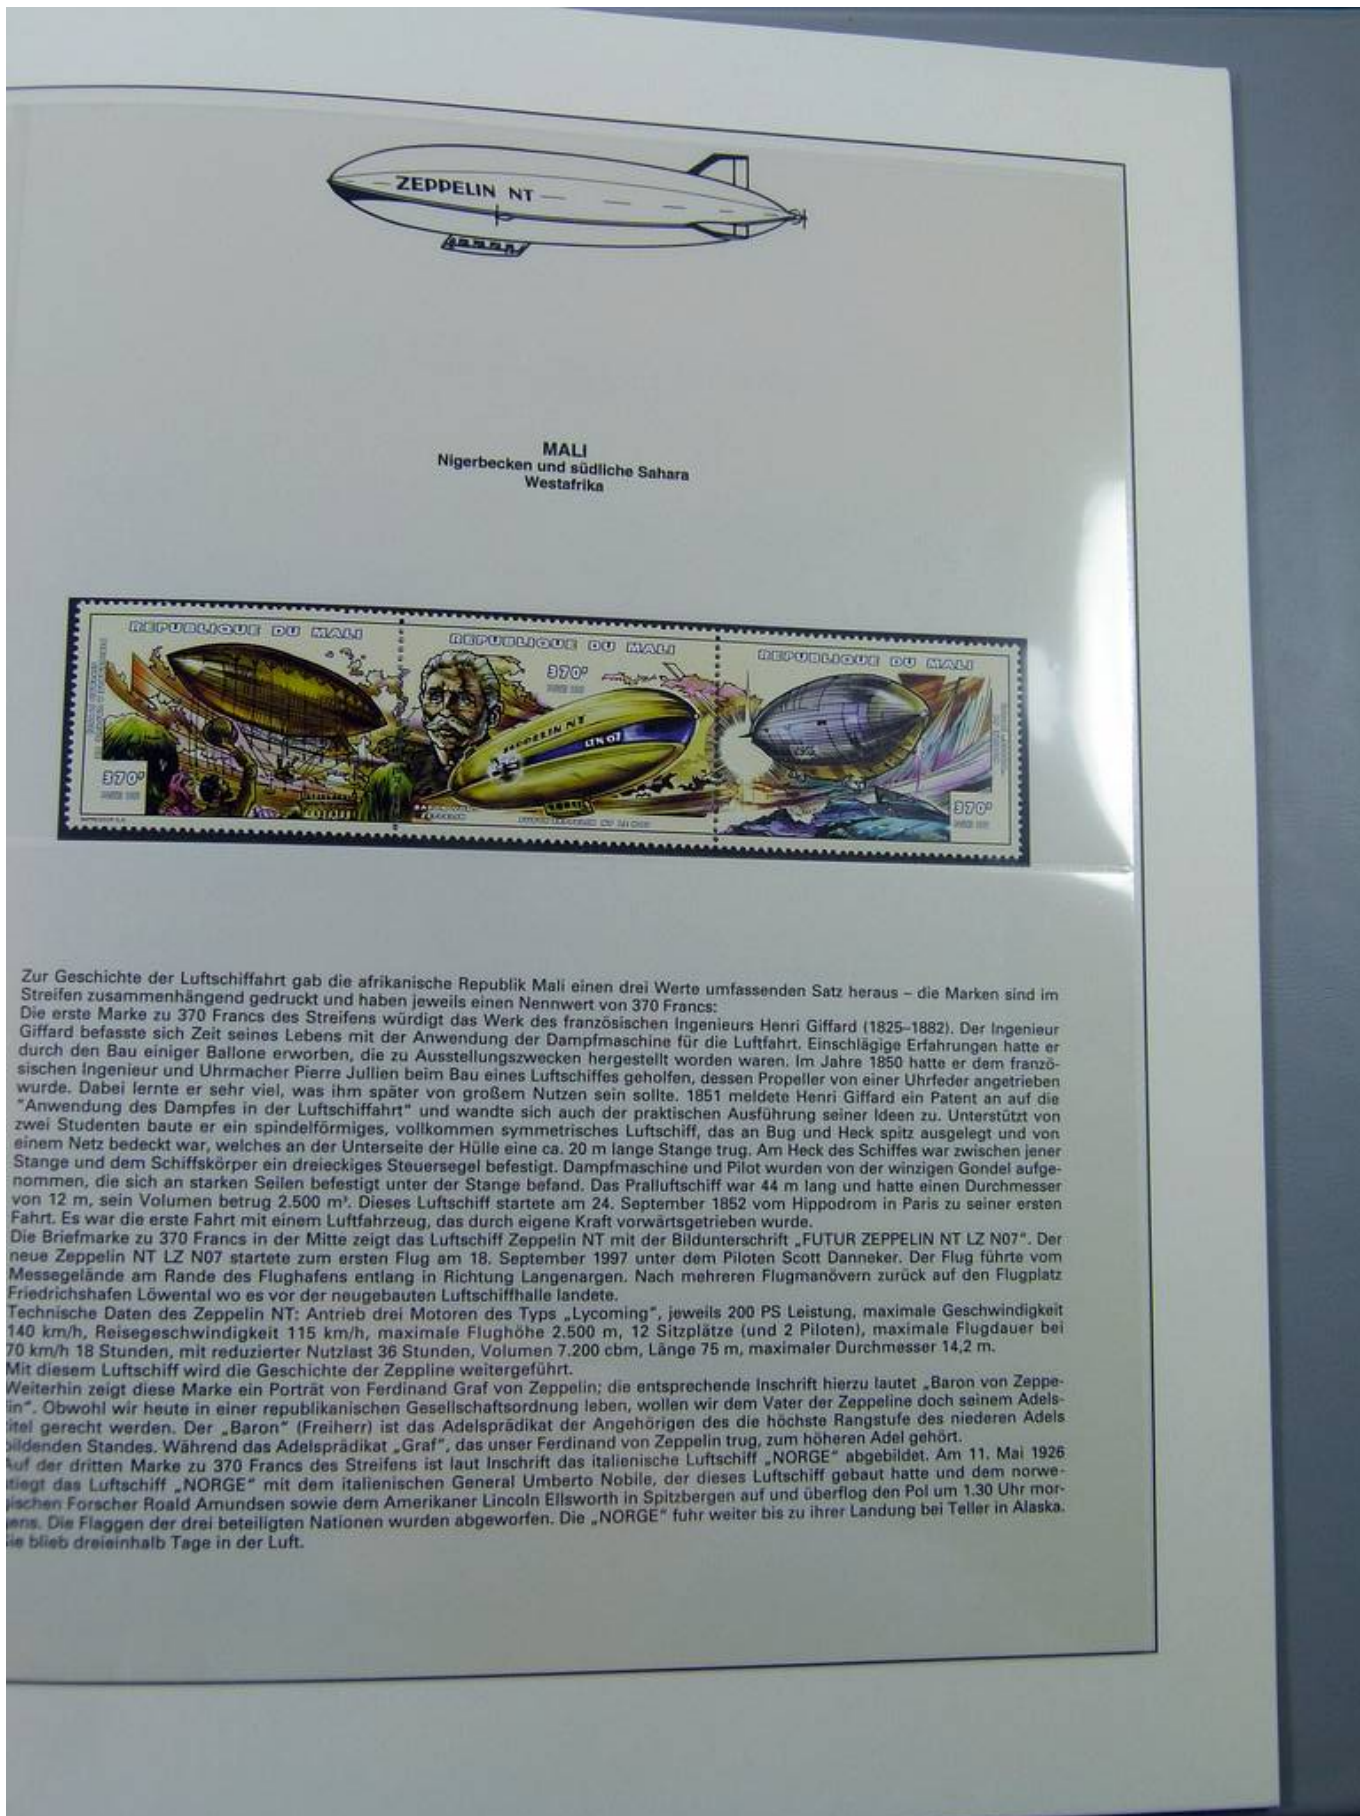 ZEPPELIN NT
MALI
Nigerbecken und südliche Sahara
Westafrika
REPUBLIQUE DU MALI
370F
REPUBLIQUE DU MALI
370F
ZEPPELIN NT
LZ N 07
REPUBLIQUE DU MALI
370F
Zur Geschichte der Luftschiffahrt gab die afrikanische Republik Mali einen drei Werte umfassenden Satz heraus – die Marken sind im
Streifen zusammenhängend gedruckt und haben jeweils einen Nennwert von 370 Francs:
Die erste Marke zu 370 Francs des Streifens würdigt das Werk des französischen Ingenieurs Henri Giffard (1825–1882). Der Ingenieur
Giffard befasste sich Zeit seines Lebens mit der Anwendung der Dampfmaschine für die Luftfahrt. Einschlägige Erfahrungen hatte er
durch den Bau einiger Ballone erworben, die zu Ausstellungszwecken hergestellt worden waren. Im Jahre 1850 hatte er dem franzö-
sischen Ingenieur und Uhrmacher Pierre Jullien beim Bau eines Luftschiffes geholfen, dessen Propeller von einer Uhrfeder angetrieben
wurde. Dabei lernte er sehr viel, was ihm später von großem Nutzen sein sollte. 1851 meldete Henri Giffard ein Patent an auf die
"Anwendung des Dampfes in der Luftschiffahrt" und wandte sich auch der praktischen Ausführung seiner Ideen zu. Unterstützt von
zwei Studenten baute er ein spindelförmiges, vollkommen symmetrisches Luftschiff, das an Bug und Heck spitz ausgelegt und von
einem Netz bedeckt war, welches an der Unterseite der Hülle eine ca. 20 m lange Stange trug. Am Heck des Schiffes war zwischen jener
Stange und dem Schiffskörper ein dreieckiges Steuersegel befestigt. Dampfmaschine und Pilot wurden von der winzigen Gondel aufge-
nommen, die sich an starken Seilen befestigt unter der Stange befand. Das Pralluftschiff war 44 m lang und hatte einen Durchmesser
von 12 m, sein Volumen betrug 2.500 m³. Dieses Luftschiff startete am 24. September 1852 vom Hippodrom in Paris zu seiner ersten
Fahrt. Es war die erste Fahrt mit einem Luftfahrzeug, das durch eigene Kraft vorwärtsgetrieben wurde.
Die Briefmarke zu 370 Francs in der Mitte zeigt das Luftschiff Zeppelin NT mit der Bildunterschrift „FUTUR ZEPPELIN NT LZ N07". Der
neue Zeppelin NT LZ N07 startete zum ersten Flug am 18. September 1997 unter dem Piloten Scott Danneker. Der Flug führte vom
Messegelände am Rande des Flughafens entlang in Richtung Langenargen. Nach mehreren Flugmanövern zurück auf den Flugplatz
Friedrichshafen Löwental wo es vor der neugebauten Luftschiffhalle landete.
Technische Daten des Zeppelin NT: Antrieb drei Motoren des Typs „Lycoming", jeweils 200 PS Leistung, maximale Geschwindigkeit
140 km/h, Reisegeschwindigkeit 115 km/h, maximale Flughöhe 2.500 m, 12 Sitzplätze (und 2 Piloten), maximale Flugdauer bei
70 km/h 18 Stunden, mit reduzierter Nutzlast 36 Stunden, Volumen 7.200 cbm, Länge 75 m, maximaler Durchmesser 14,2 m.
Mit diesem Luftschiff wird die Geschichte der Zeppline weitergeführt.
Weiterhin zeigt diese Marke ein Porträt von Ferdinand Graf von Zeppelin; die entsprechende Inschrift hierzu lautet „Baron von Zeppe-
lin". Obwohl wir heute in einer republikanischen Gesellschaftsordnung leben, wollen wir dem Vater der Zeppeline doch seinem Adels-
titel gerecht werden. Der „Baron" (Freiherr) ist das Adelsprädikat der Angehörigen des die höchste Rangstufe des niederen Adels
bildenden Standes. Während das Adelsprädikat „Graf", das unser Ferdinand von Zeppelin trug, zum höheren Adel gehört.
Auf der dritten Marke zu 370 Francs des Streifens ist laut Inschrift das italienische Luftschiff „NORGE" abgebildet. Am 11. Mai 1926
stiegt das Luftschiff „NORGE" mit dem italienischen General Umberto Nobile, der dieses Luftschiff gebaut hatte und dem norwe-
gischen Forscher Roald Amundsen sowie dem Amerikaner Lincoln Ellsworth in Spitzbergen auf und überflog den Pol um 1.30 Uhr mor-
gens. Die Flaggen der drei beteiligten Nationen wurden abgeworfen. Die „NORGE" fuhr weiter bis zu ihrer Landung bei Teller in Alaska.
Sie blieb dreieinhalb Tage in der Luft.